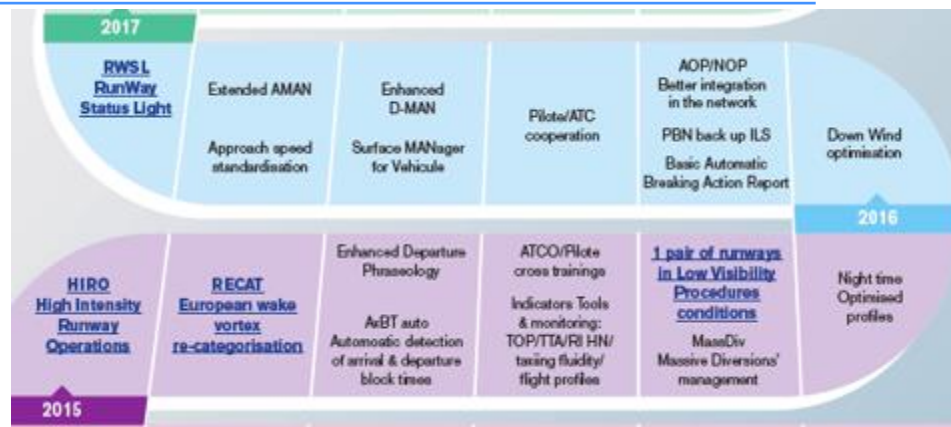 2017
RWSL
RunWay
Status Light
Extended AMAN
Approach speed
standardisation
Enhanced
D-MAN
Surface MANager
for Vehicule
Pilote/ATC
cooperation
AOP/NOP
Better integration
in the network
PBN back up ILS
Basic Automatic
Breaking Action Report
Down Wind
optimisation
2016
HIRO
High Intensity
Runway
Operations
RECAT
European wake
vortex
re-categorisation
Enhanced Departure
Phraseology
AxBT auto
Automoatic detection
of arrival & departure
block times
ATCO/Pilote
cross trainings
Indicators Tools
& monitoring:
TOP/TTA/RI HN/
taxiing fluidity/
flight profiles
1 pair of runways
in Low Visibility
Procedures
conditions
MassDiv
Massive Diversions'
management
Night time
Optimised
profiles
2015